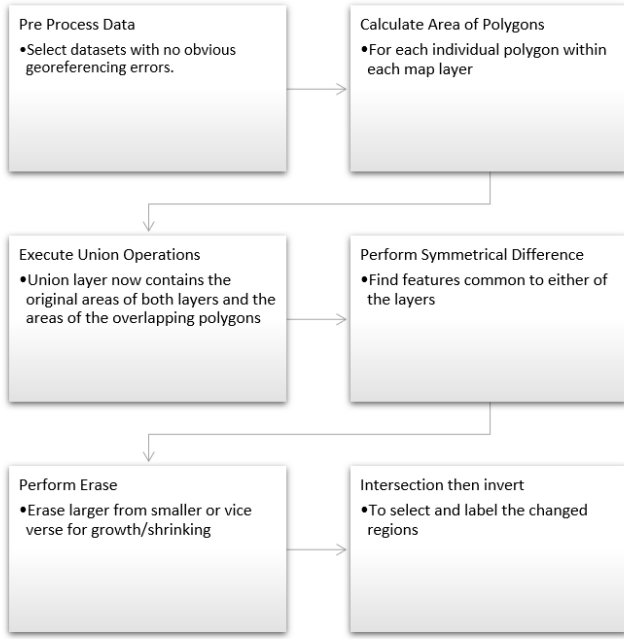 Pre Process Data
•Select datasets with no obvious
georeferencing errors.
Calculate Area of Polygons
•For each individual polygon within
each map layer
Execute Union Operations
•Union layer now contains the
original areas of both layers and the
areas of the overlapping polygons
Perform Symmetrical Difference
•Find features common to either of
the layers
Perform Erase
•Erase larger from smaller or vice
verse for growth/shrinking
Intersection then invert
•To select and label the changed
regions